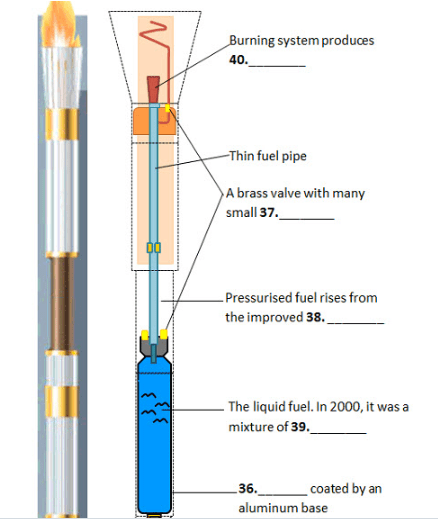 Burning system produces
40.________
Thin fuel pipe
A brass valve with many
small 37.________
Pressurised fuel rises from
the improved 38. ________
The liquid fuel. In 2000, it was a
mixture of 39.________
36.________ coated by an
aluminum base